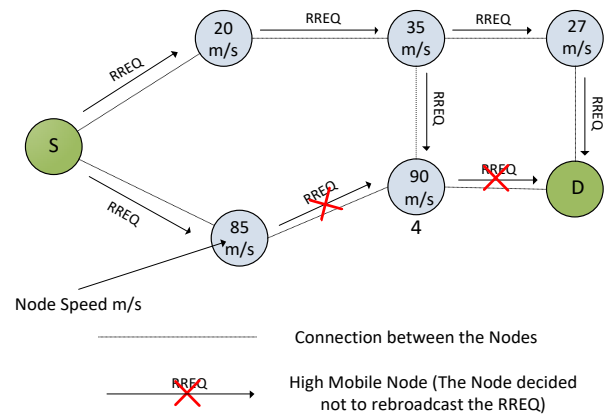 20
m/s
RREQ
35
m/s
RREQ
27
m/s
RREQ
RREQ
RREQ
S
RREQ
RREQ
90
m/s
4
RREQ
D
RREQ
85
m/s
Node Speed m/s
Connection between the Nodes
RREQ
High Mobile Node (The Node decided
not to rebroadcast the RREQ)